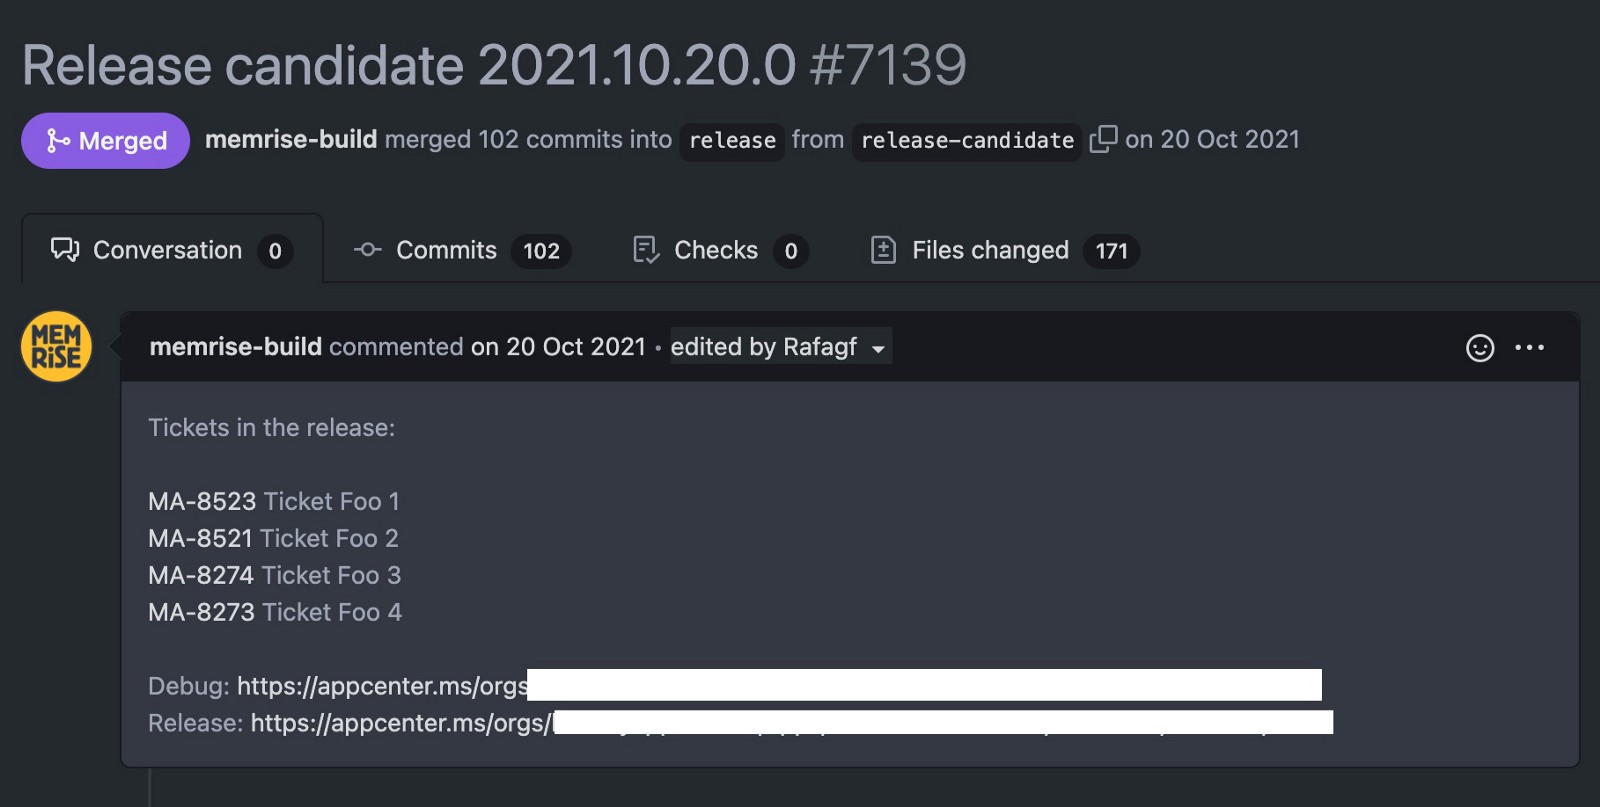 Release candidate 2021.10.20.0 #7139
Merged memrise-build merged 102 commits into release from release-candidate on 20 Oct 2021
Conversation 0 Commits 102 Checks 0 Files changed 171
MEM
RiSE
memrise-build commented on 20 Oct 2021 • edited by Rafagf
Tickets in the release:
MA-8523 Ticket Foo 1
MA-8521 Ticket Foo 2
MA-8274 Ticket Foo 3
MA-8273 Ticket Foo 4
Debug: https://appcenter.ms/orgs
Release: https://appcenter.ms/orgs/